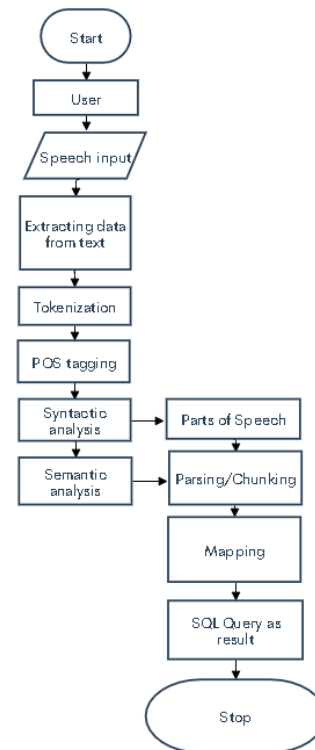 Start
User
Speech input
Extracting data
from text
Tokenization
POS tagging
Syntactic
analysis
Parts of Speech
Semantic
analysis
Parsing/Chunking
Mapping
SQL Query as
result
Stop